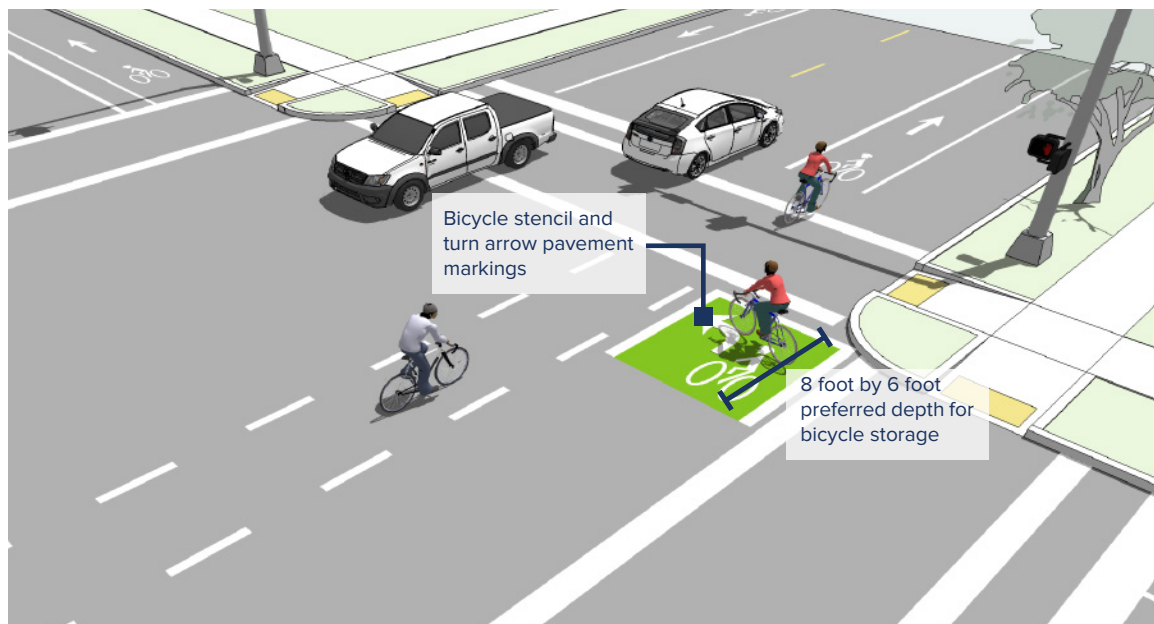 Bicycle stencil and
turn arrow pavement
markings
8 foot by 6 foot
preferred depth for
bicycle storage